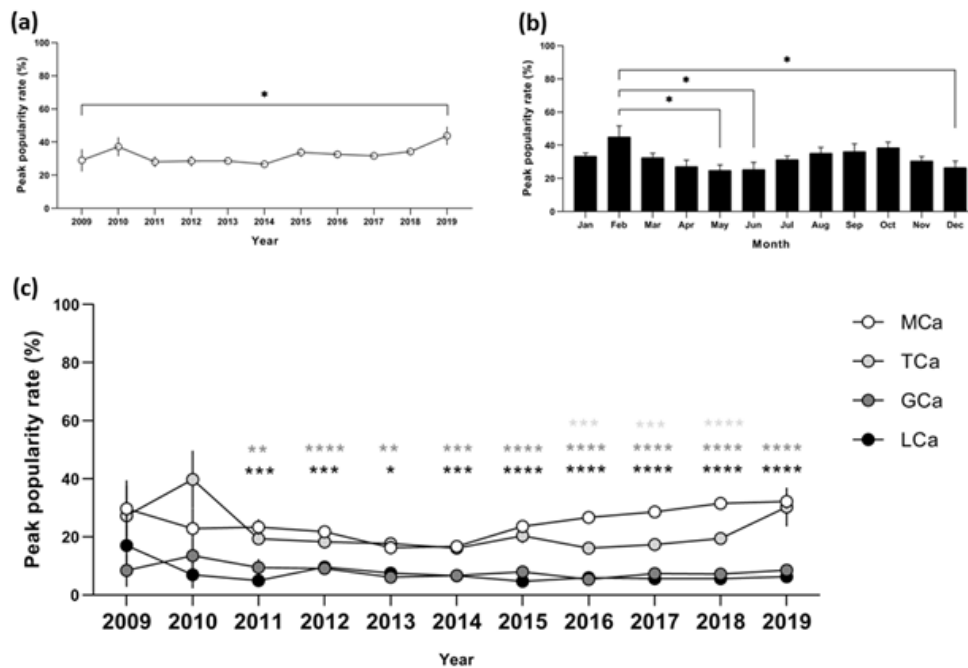 (a)
Peak popularity rate (%)
100
80
60
40
20
0
*
2009 2010 2011 2012 2013 2014 2015 2016 2017 2018 2019
Year
(b)
Peak popularity rate (%)
100
80
60
40
20
0
*
*
*
Jan Feb Mar Apr May Jun Jul Aug Sep Oct Nov Dec
Month
(c)
Peak popularity rate (%)
100
80
60
40
20
0
*** *** ****
** **** ** *** **** **** **** **** ****
*** *** * *** **** **** **** **** ****
2009 2010 2011 2012 2013 2014 2015 2016 2017 2018 2019
Year
MCa
TCa
GCa
LCa